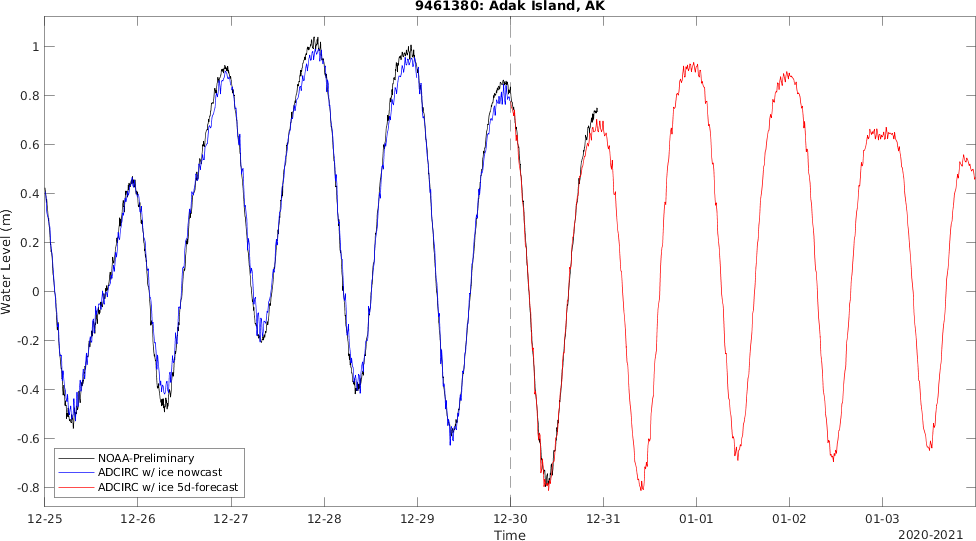 9461380: Adak Island, AK
1
0.8
0.6
0.4
0.2
0
-0.2
-0.4
-0.6
-0.8
Water Level (m)
NOAA-Preliminary
ADCIRC w/ ice nowcast
ADCIRC w/ ice 5d-forecast
12-25 12-26 12-27 12-28 12-29 12-30 12-31 01-01 01-02 01-03
Time
2020-2021